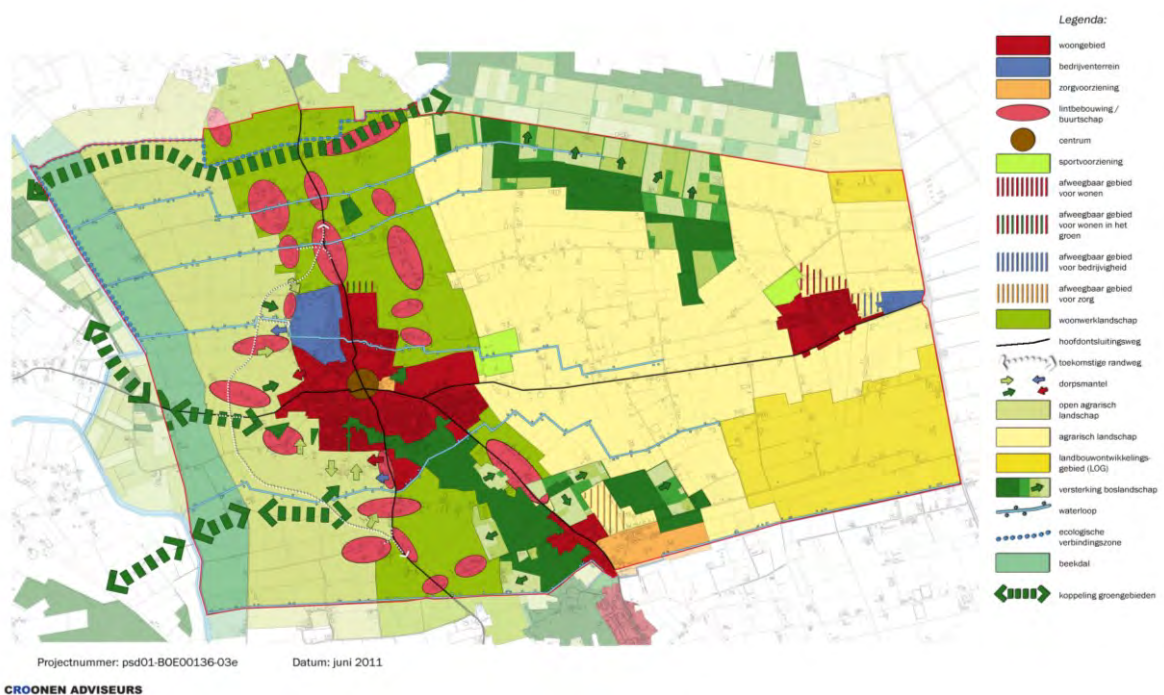 Legenda:
woongebied
bedrijventerrein
zorgvoorziening
lintbebouwing /
buurtschap
centrum
sportvoorziening
afweegbaar gebied
voor wonen
afweegbaar gebied
voor wonen in het
groen
afweegbaar gebied
voor bedrijvigheid
afweegbaar gebied
voor zorg
woonwerklandschap
hoofdontsluitingsweg
toekomstige randweg
dorpsmantel
open agrarisch
landschap
agrarisch landschap
landbouwontwikkelings-
gebied (LOG)
versterking boslandschap
waterloop
ecologische
verbindingszone
beekdal
koppeling groengebieden
Projectnummer: psd01-BOE00136-03e Datum: juni 2011
CROONEN ADVISEURS